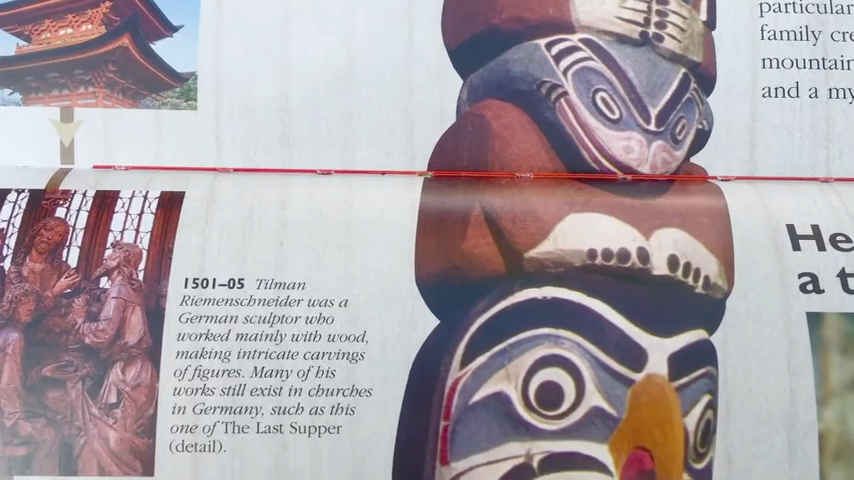 1501–05 Tilman
Riemenschneider was a
German sculptor who
worked mainly with wood,
making intricate carvings
of figures. Many of his
works still exist in churches
in Germany, such as this
one of The Last Supper
(detail).
particular
family
mountain
and a my
He
a t